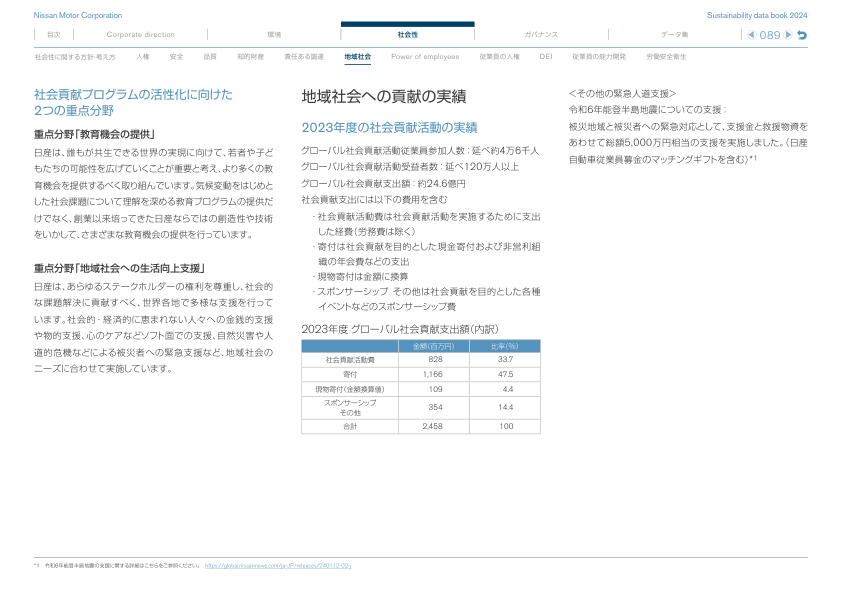 Nissan Motor Corporation
Sustainability data book 2024
目次
Corporate direction
環境
社会性
ガバナンス
データ集
089
社会性に関する方針・考え方
人権
安全
品質
知的財産
責任ある調達
地域社会
Power of employees
従業員の人権
DEI
従業員の能力開発
労働安全衛生
社会貢献プログラムの活性化に向けた
2つの重点分野
重点分野「教育機会の提供」
日産は、誰もが共生できる世界の実現に向けて、若者や子ど
もたちの可能性を広げていくことが重要と考え、より多くの教
育機会を提供するべく取り組んでいます。気候変動をはじめと
した社会課題について理解を深める教育プログラムの提供だ
けでなく、創業以来培ってきた日産ならではの創造性や技術
をいかして、さまざまな教育機会の提供を行っています。
重点分野「地域社会への生活向上支援」
日産は、あらゆるステークホルダーの権利を尊重し、社会的
な課題解決に貢献すべく、世界各地で多様な支援を行って
います。社会的・経済的に恵まれない人々への金銭的支援
や物的支援、心のケアなどソフト面での支援、自然災害や人
道的危機などによる被災者への緊急支援など、地域社会の
ニーズに合わせて実施しています。
地域社会への貢献の実績
2023年度の社会貢献活動の実績
グローバル社会貢献活動従業員参加人数：延べ約4万6千人
グローバル社会貢献活動受益者数：延べ120万人以上
グローバル社会貢献支出額：約24.6億円
社会貢献支出には以下の費用を含む
・社会貢献活動費は社会貢献活動を実施するために支出
した経費（労務費は除く）
・寄付は社会貢献を目的とした現金寄付および非営利組
織の年会費などの支出
・現物寄付は金額に換算
・スポンサーシップ その他は社会貢献を目的とした各種
イベントなどのスポンサーシップ費
2023年度 グローバル社会貢献支出額（内訳）
金額（百万円） 比率（%）
社会貢献活動費 828 33.7
寄付 1,166 47.5
現物寄付（金額換算値） 109 4.4
スポンサーシップ
その他 354 14.4
合計 2,458 100
＜その他の緊急人道支援＞
令和6年能登半島地震についての支援：
被災地域と被災者への緊急対応として、支援金と救援物資を
あわせて総額5,000万円相当の支援を実施しました。（日産
自動車従業員募金のマッチングギフトを含む）*1
*1 令和6年能登半島地震の支援に関する詳細はこちらをご参照ください。 https://global.nissannews.com/ja-JP/releases/240112-02-j